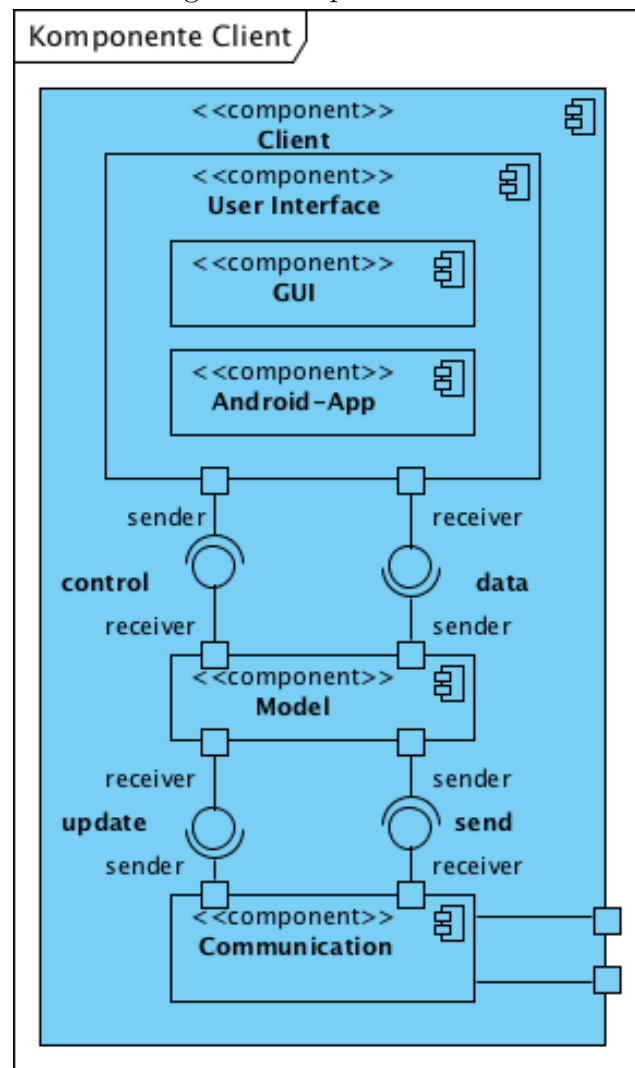 Komponente Client
<<component>>
Client
<<component>>
User Interface
<<component>>
GUI
<<component>>
Android-App
sender
receiver
control
data
receiver
sender
<<component>>
Model
receiver
sender
update
send
sender
receiver
<<component>>
Communication